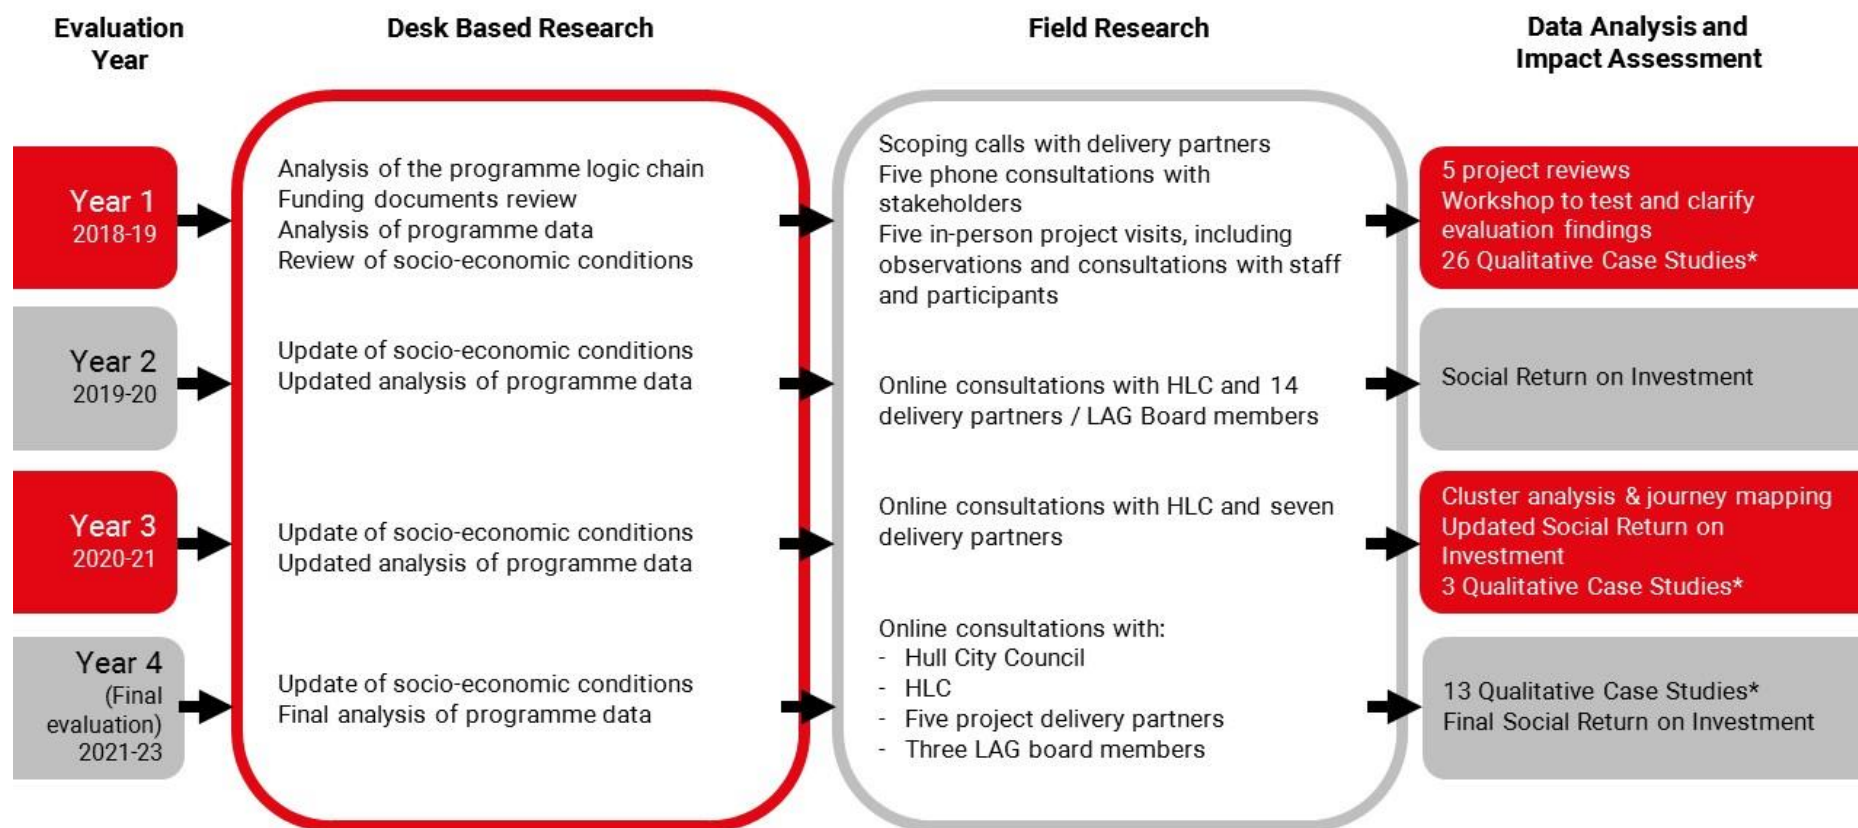 Evaluation
Year
Desk Based Research
Field Research
Data Analysis and
Impact Assessment
Year 1
2018-19
Analysis of the programme logic chain
Funding documents review
Analysis of programme data
Review of socio-economic conditions
Scoping calls with delivery partners
Five phone consultations with
stakeholders
Five in-person project visits, including
observations and consultations with staff
and participants
5 project reviews
Workshop to test and clarify
evaluation findings
26 Qualitative Case Studies*
Year 2
2019-20
Update of socio-economic conditions
Updated analysis of programme data
Online consultations with HLC and 14
delivery partners / LAG Board members
Social Return on Investment
Year 3
2020-21
Update of socio-economic conditions
Updated analysis of programme data
Online consultations with HLC and seven
delivery partners
Cluster analysis & journey mapping
Updated Social Return on
Investment
3 Qualitative Case Studies*
Year 4
(Final
evaluation)
2021-23
Update of socio-economic conditions
Final analysis of programme data
Online consultations with:
- Hull City Council
- HLC
- Five project delivery partners
- Three LAG board members
13 Qualitative Case Studies*
Final Social Return on Investment